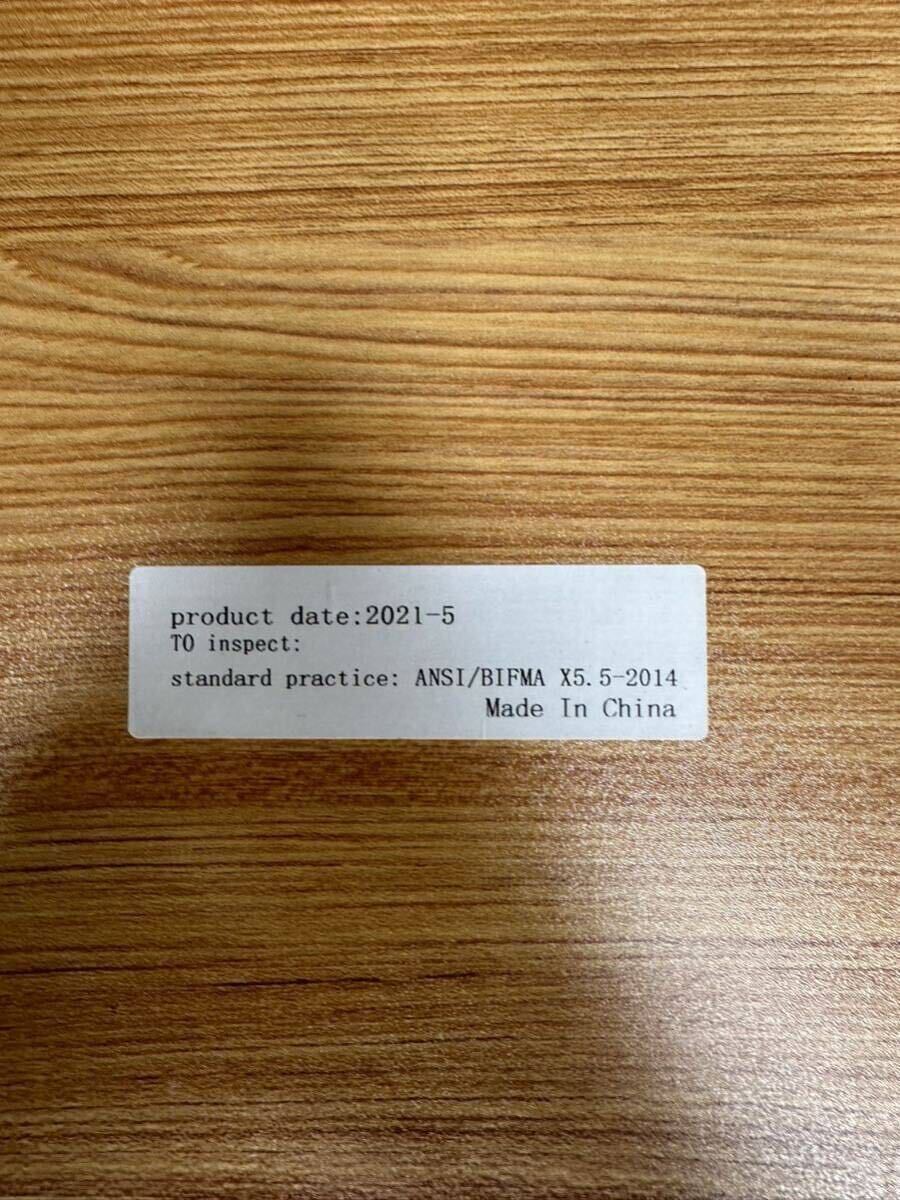 product date:2021-5
TO inspect:
standard practice: ANSI/BIFMA X5.5-2014
Made In China